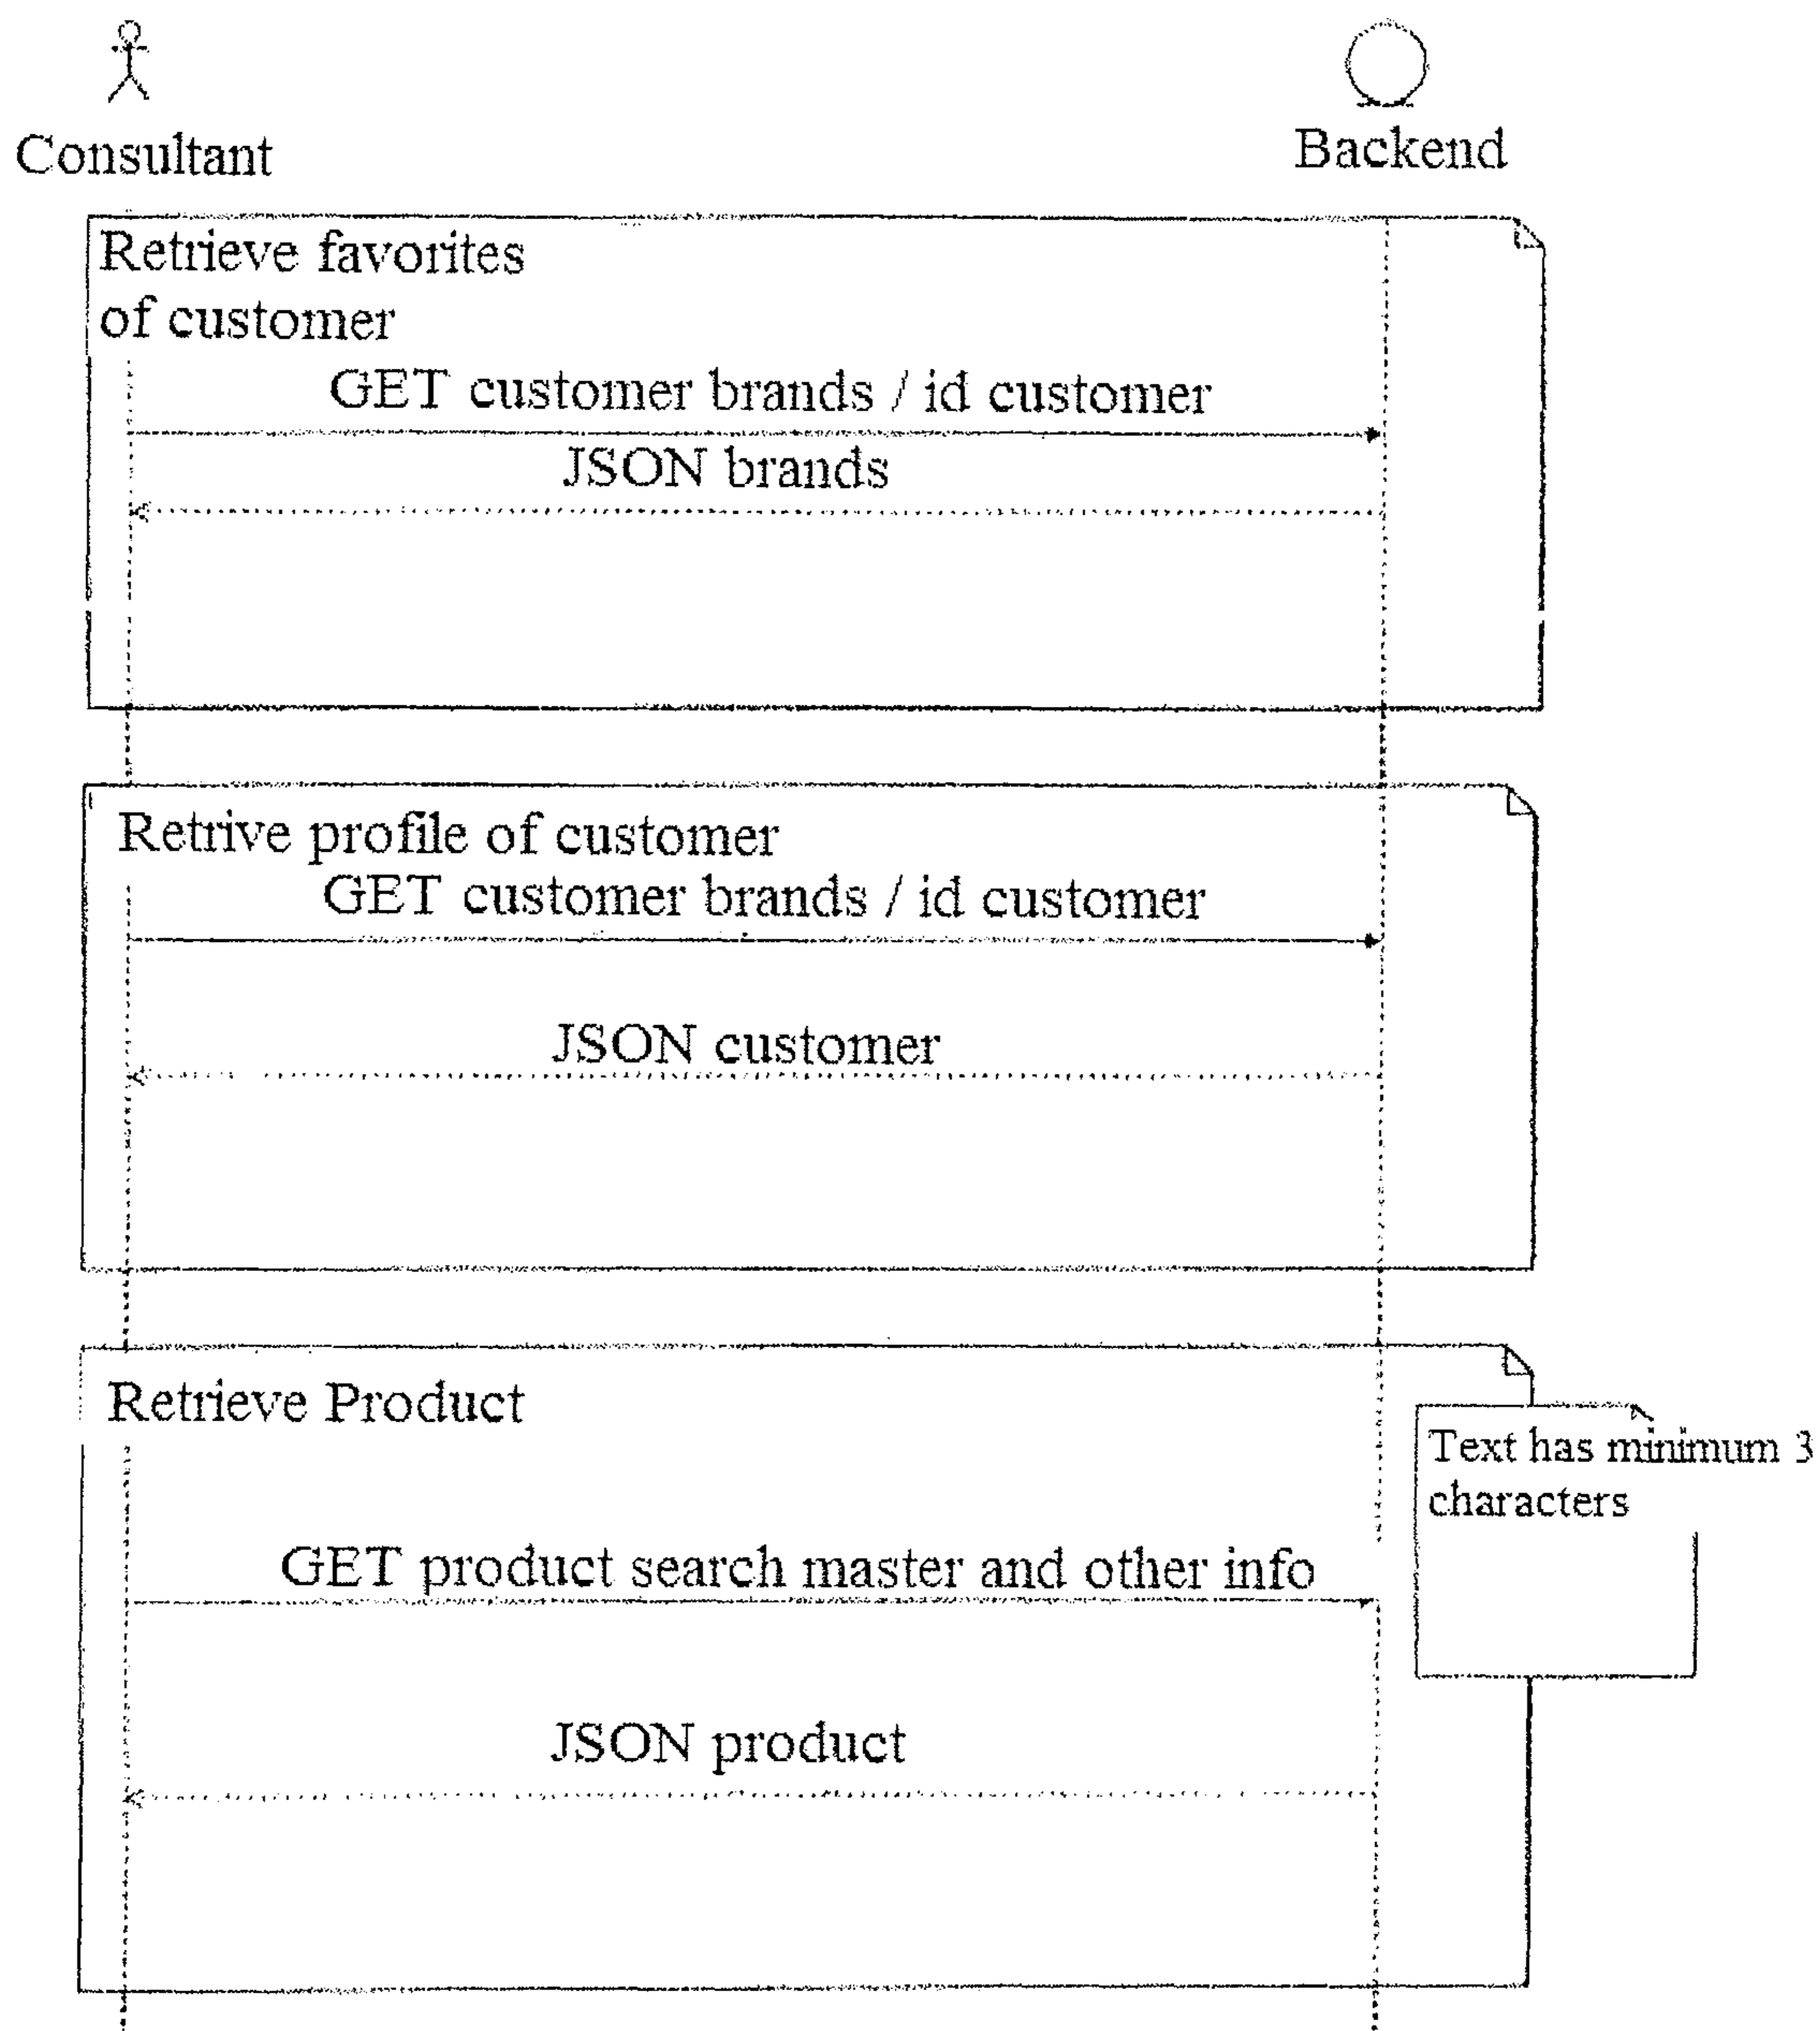 Consultant
Backend
Retrieve favorites
of customer
GET customer brands / id customer
JSON brands
Retrive profile of customer
GET customer brands / id customer
JSON customer
Retrieve Product
Text has minimum 3
characters
GET product search master and other info
JSON product